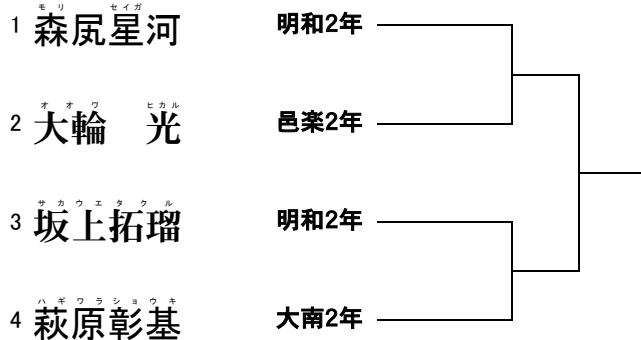 モリ セイガ
1 森尻星河 明和2年
オオワ ヒカル
2 大輪 光 邑楽2年
サカウエタクル
3 坂上拓瑠 明和2年
ハギワラショウキ
4 萩原彰基 大南2年